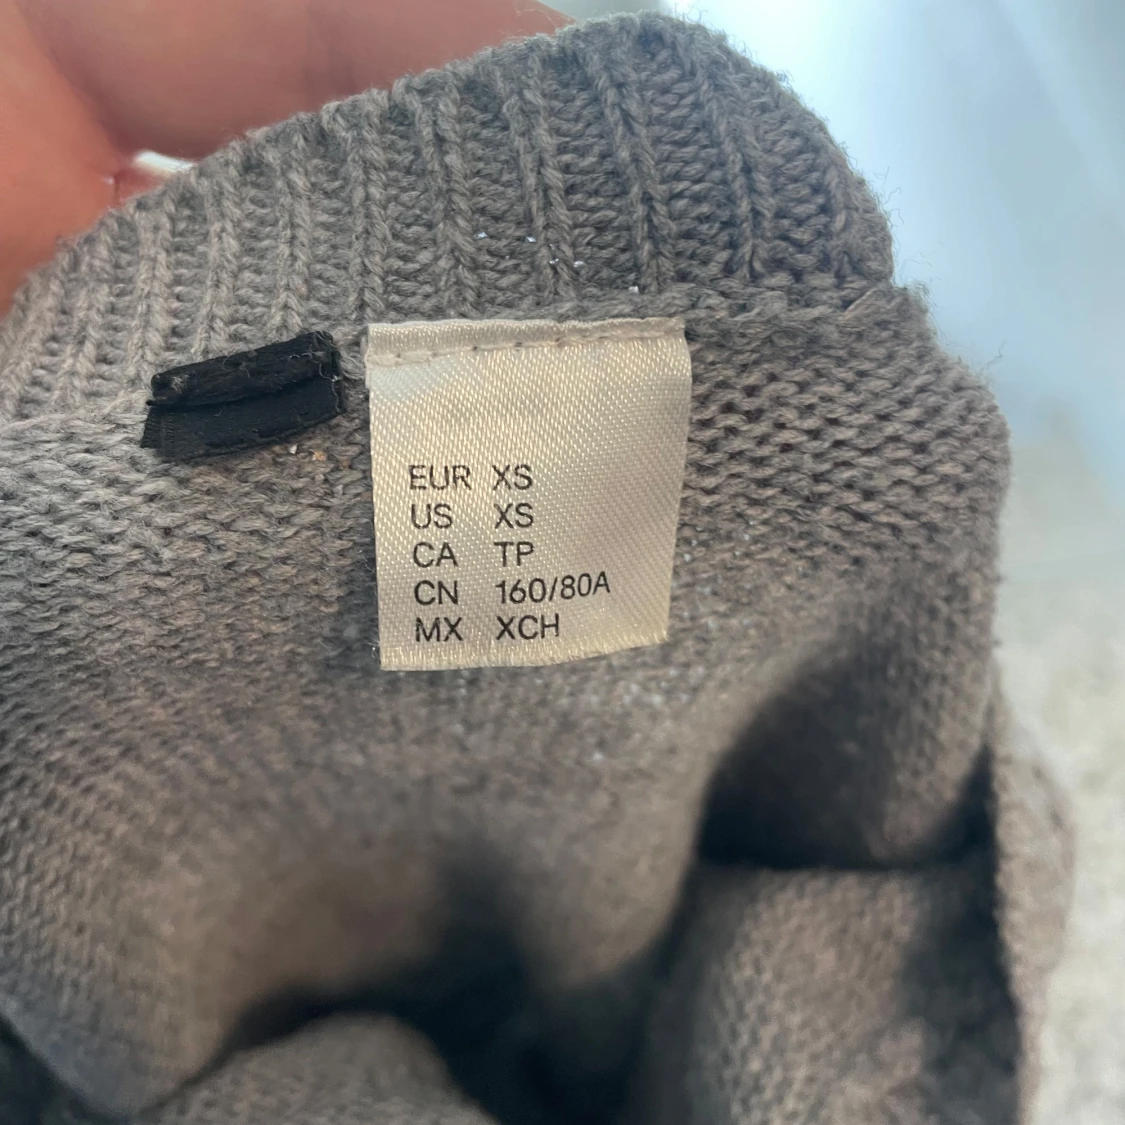 EUR XS
US XS
CA TP
CN 160/80A
MX XCH